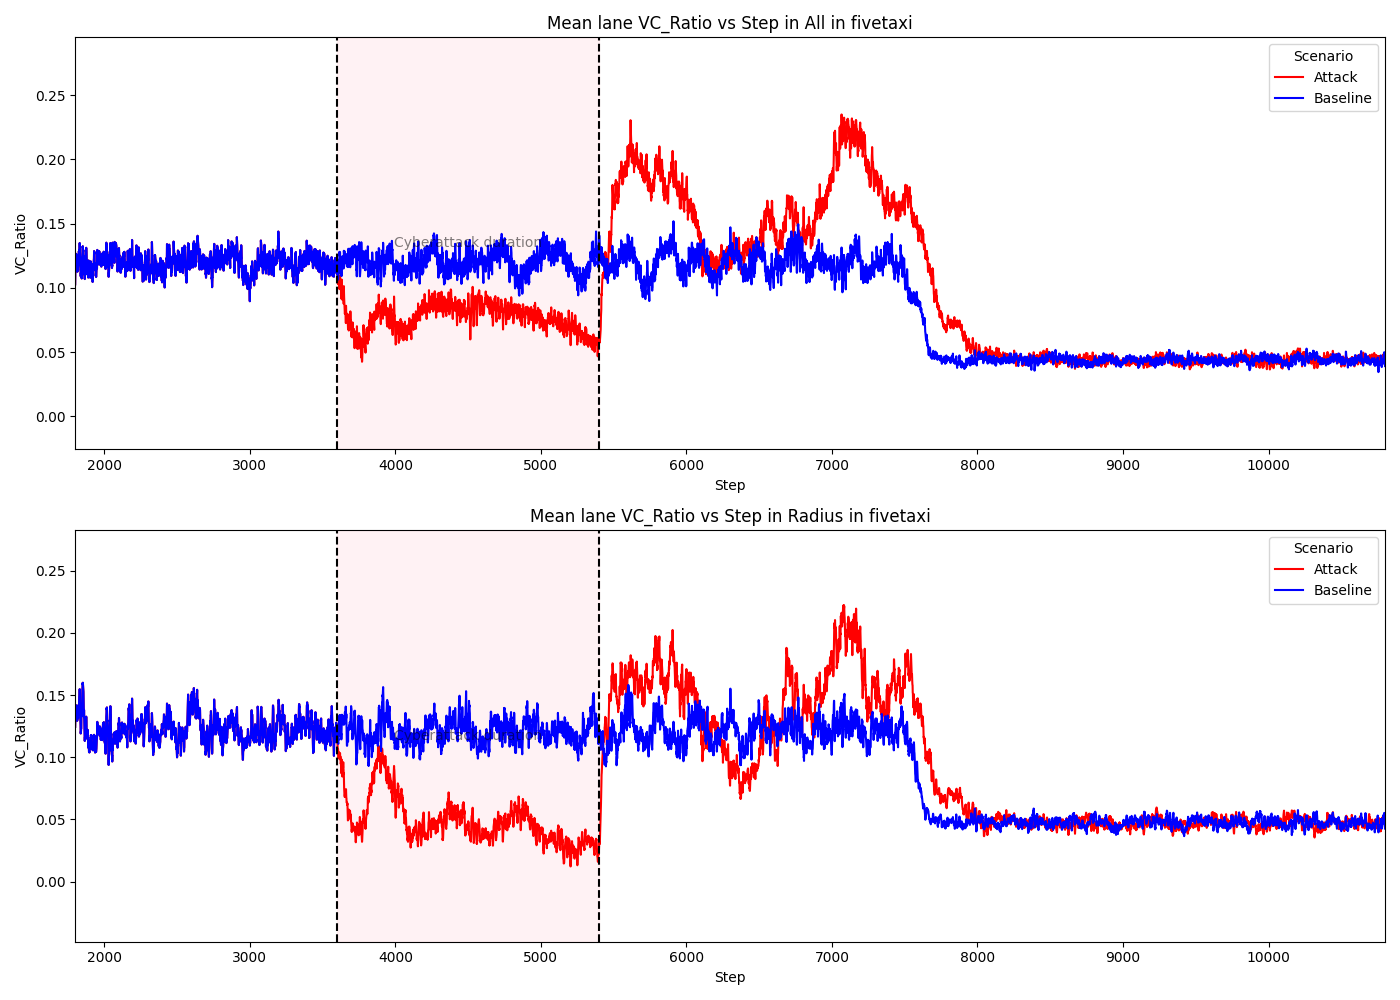 Mean lane VC_Ratio vs Step in All in fivetaxi
Scenario
Attack
Baseline
VC_Ratio
0.25
0.20
0.15
0.10
0.05
0.00
Cyberattack duration
2000 3000 4000 5000 6000 7000 8000 9000 10000
Step
Mean lane VC_Ratio vs Step in Radius in fivetaxi
Scenario
Attack
Baseline
VC_Ratio
0.25
0.20
0.15
0.10
0.05
0.00
2000 3000 4000 5000 6000 7000 8000 9000 10000
Step